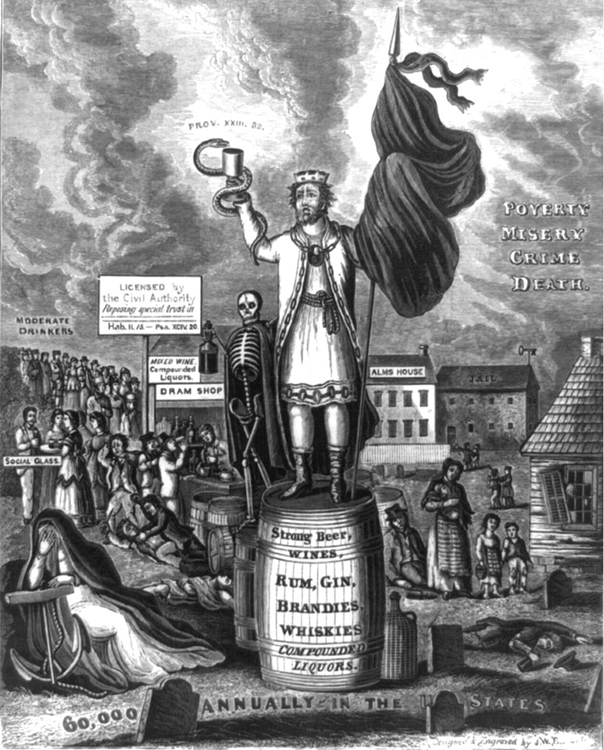 PROV. XXIII. 32.
POVERTY
MISERY
CRIME
DEATH.
LICENSED by
the Civil Authority
Reposing special trust in
Hab. II. 15. — Psa. XCIV. 20.
MODERATE
DRINKERS
MIXED WINE,
Compounded
Liquors.
DRAM SHOP
ALMS HOUSE
JAIL
SOCIAL GLASS.
Strong Beer,
WINES,
RUM, GIN,
BRANDIES,
WHISKIES
COMPOUNDED
LIQUORS.
60,000 ANNUALLY IN THE U STATES
Designed & Engraved by J.W.